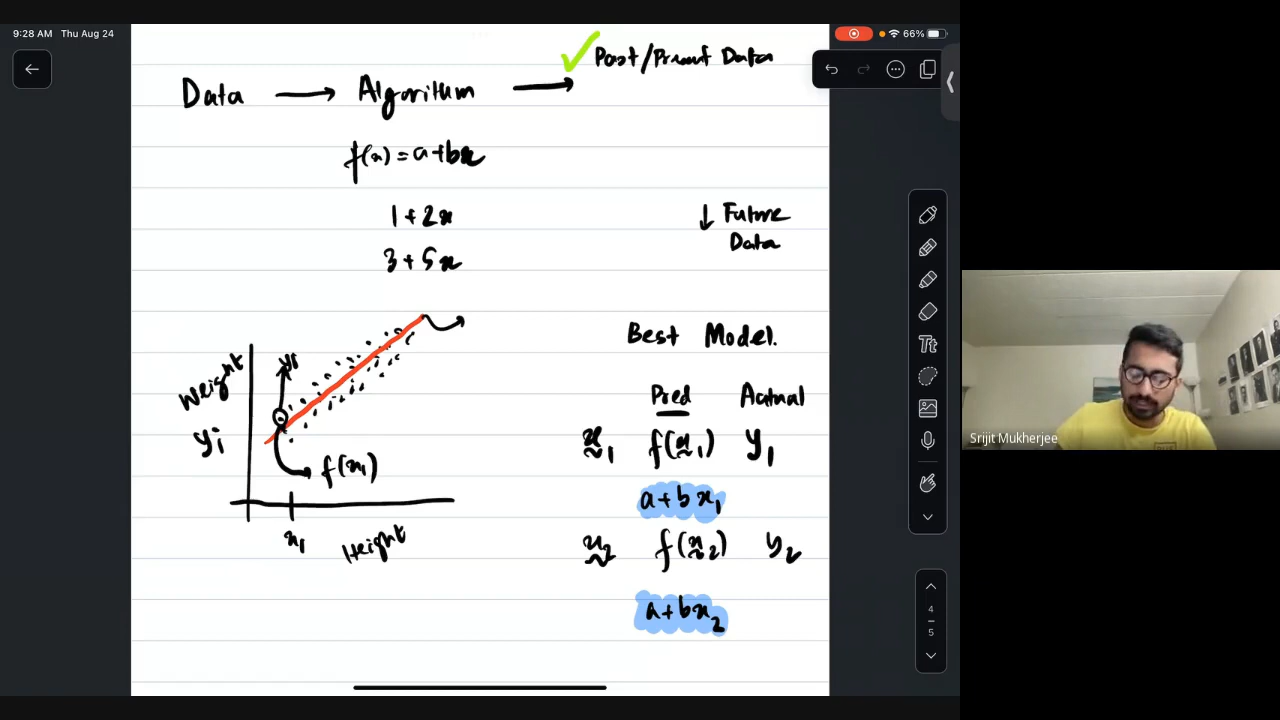 9:28 AM Thu Aug 24
66%
Past/Present Data
Data → Algorithm →
f(x) = a+bx
1 + 2x
3 + 5x
↓ Future
Data
Best Model.
Weight
yi
y1
f(x1)
x1
Height
Pred Actual
x1 f(x1) y1
a+bx1
x2 f(x2) y2
a+bx2
Tt
4
5
Srijit Mukherjee